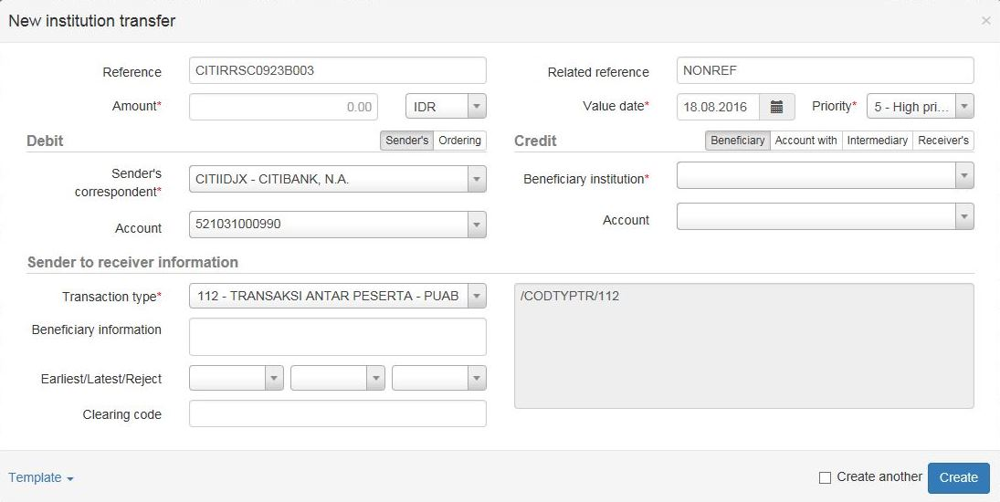 New institution transfer
×
Reference CITIRRSC0923B003
Related reference NONREF
Amount* 0.00 IDR
Value date* 18.08.2016 Priority* 5 - High pri...
Debit Sender's Ordering
Credit Beneficiary Account with Intermediary Receiver's
Sender's
correspondent* CITIIDJX - CITIBANK, N.A.
Beneficiary institution*
Account 521031000990
Account
Sender to receiver information
Transaction type* 112 - TRANSAKSI ANTAR PESERTA - PUAB
/CODTYPTR/112
Beneficiary information
Earliest/Latest/Reject
Clearing code
Template
Create another Create